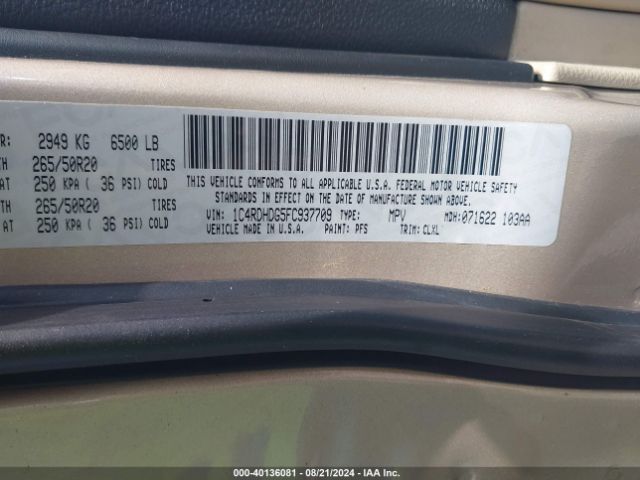 R: 2949 KG 6500 LB
TH 265/50R20 TIRES
AT 250 KPA ( 36 PSI) COLD
TH 265/50R20 TIRES
AT 250 KPA ( 36 PSI) COLD
THIS VEHICLE CONFORMS TO ALL APPLICABLE U.S.A. FEDERAL MOTOR VEHICLE SAFETY
STANDARDS IN EFFECT ON THE DATE OF MANUFACTURE SHOWN ABOVE.
VIN: 1C4RDHDG5FC937709 TYPE: MPV MDH:071622 103AA
VEHICLE MADE IN U.S.A. PAINT: PFS TRIM: CLXL
000-40136081 - 08/21/2024 - IAA Inc.